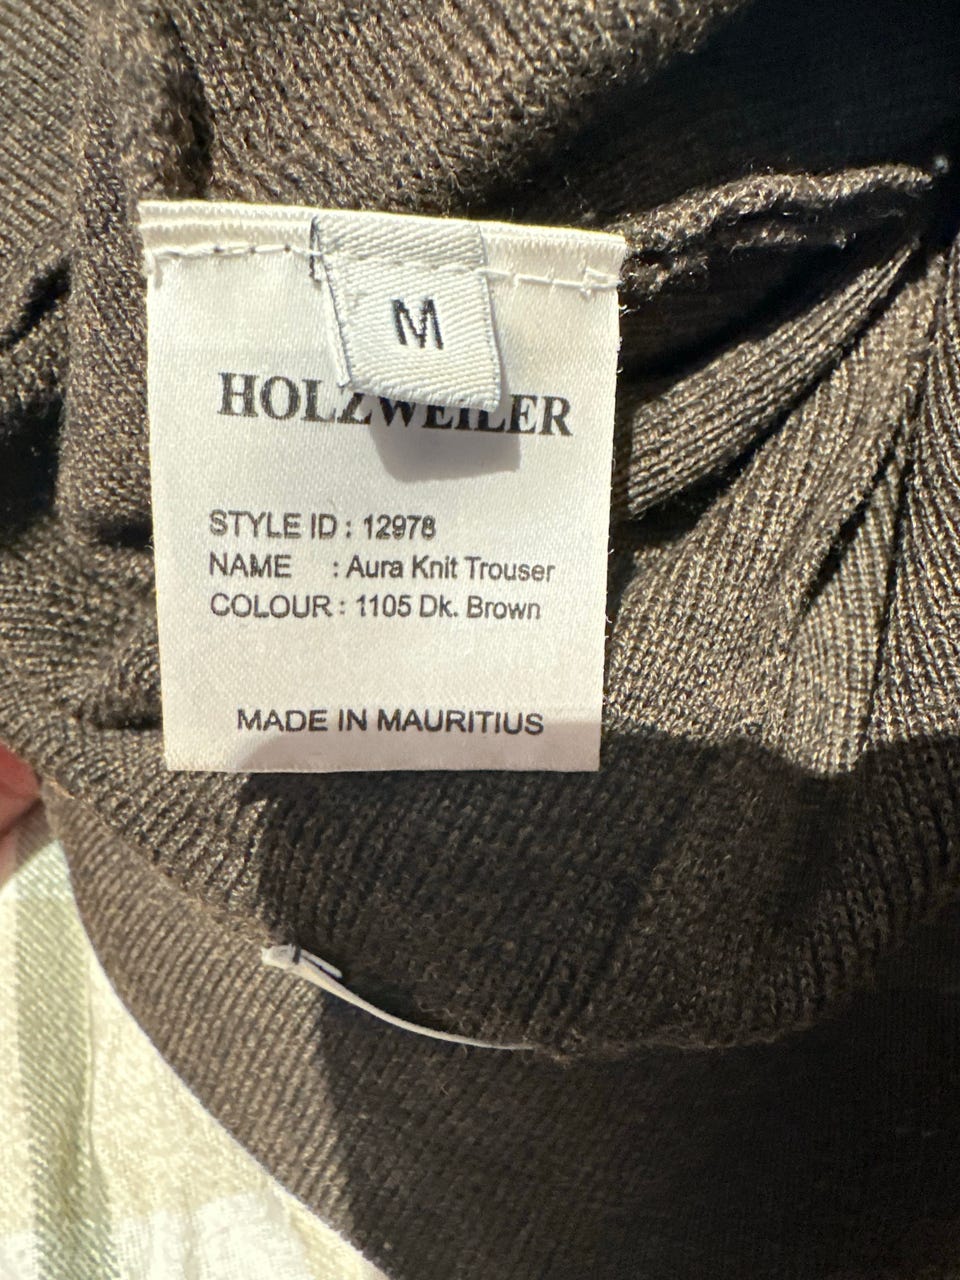 M
HOLZWEILER
STYLE ID : 12978
NAME : Aura Knit Trouser
COLOUR : 1105 Dk. Brown
MADE IN MAURITIUS